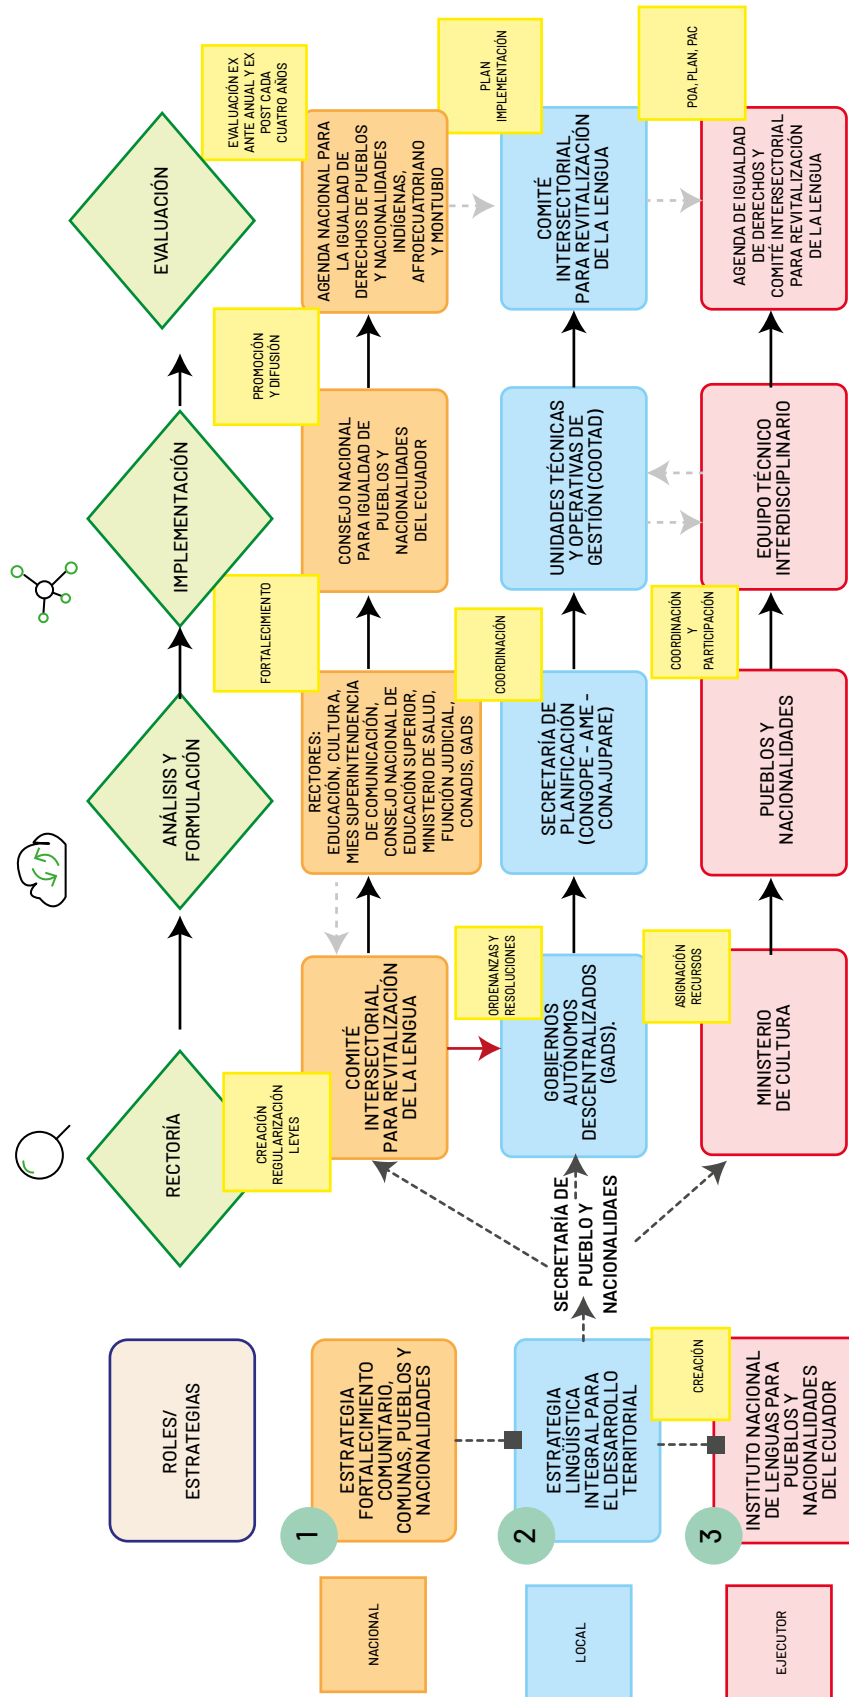 ROLES/
ESTRATEGIAS
RECTORÍA
ANÁLISIS Y
FORMULACIÓN
IMPLEMENTACIÓN
EVALUACIÓN
NACIONAL
1
ESTRATEGIA
FORTALECIMIENTO
COMUNITARIO,
COMUNAS, PUEBLOS Y
NACIONALIDADES
CREACIÓN
REGULARIZACIÓN
LEYES
COMITÉ
INTERSECTORIAL
PARA REVITALIZACIÓN
DE LA LENGUA
FORTALECIMIENTO
RECTORES:
EDUCACIÓN, CULTURA,
MIES SUPERINTENDENCIA
DE COMUNICACIÓN,
CONSEJO NACIONAL DE
EDUCACIÓN SUPERIOR,
MINISTERIO DE SALUD,
FUNCIÓN JUDICIAL,
CONADIS, GADS
PROMOCIÓN
Y DIFUSIÓN
CONSEJO NACIONAL
PARA IGUALDAD DE
PUEBLOS Y
NACIONALIDADES
DEL ECUADOR
EVALUACIÓN EX
ANTE ANUAL Y EX
POST CADA
CUATRO AÑOS
AGENDA NACIONAL PARA
LA IGUALDAD DE
DERECHOS DE PUEBLOS
Y NACIONALIDADES
INDÍGENAS,
AFROECUATORIANO
Y MONTUBIO
LOCAL
2
ESTRATEGIA
LINGÜÍSTICA
INTEGRAL PARA
EL DESARROLLO
TERRITORIAL
SECRETARÍA DE
PUEBLO Y
NACIONALIDAES
ORDENANZAS Y
RESOLUCIONES
GOBIERNOS
AUTÓNOMOS
DESCENTRALIZADOS
(GADS).
COORDINACIÓN
SECRETARÍA DE
PLANIFICACIÓN
(CONGOPE - AME -
CONAJUPARE)
UNIDADES TÉCNICAS
Y OPERATIVAS DE
GESTIÓN (COOTAD)
PLAN
IMPLEMENTACIÓN
COMITÉ
INTERSECTORIAL
PARA REVITALIZACIÓN
DE LA LENGUA
EJECUTOR
3
CREACIÓN
INSTITUTO NACIONAL
DE LENGUAS PARA
PUEBLOS Y
NACIONALIDADES
DEL ECUADOR
ASIGNACIÓN
RECURSOS
MINISTERIO
DE CULTURA
COORDINACIÓN
Y
PARTICIPACIÓN
PUEBLOS Y
NACIONALIDADES
EQUIPO TÉCNICO
INTERDISCIPLINARIO
POA, PLAN, PAC
AGENDA DE IGUALDAD
DE DERECHOS Y
COMITÉ INTERSECTORIAL
PARA REVITALIZACIÓN
DE LA LENGUA